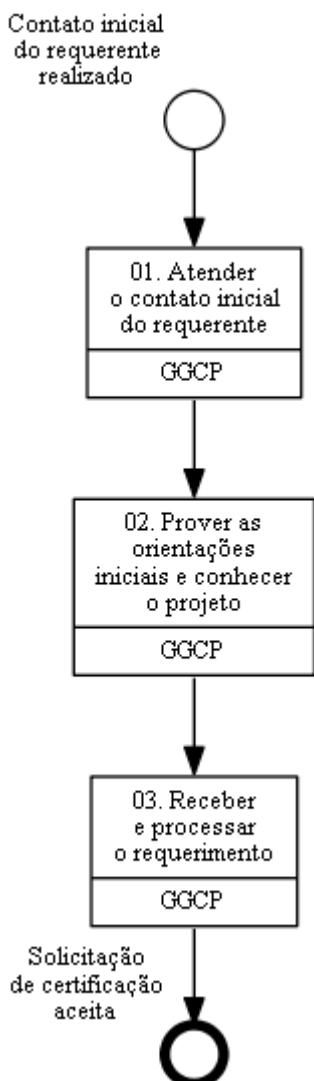 Contato inicial
do requerente
realizado
01. Atender
o contato inicial
do requerente
GGCP
02. Prover as
orientações
iniciais e conhecer
o projeto
GGCP
03. Receber
e processar
o requerimento
GGCP
Solicitação
de certificação
aceita